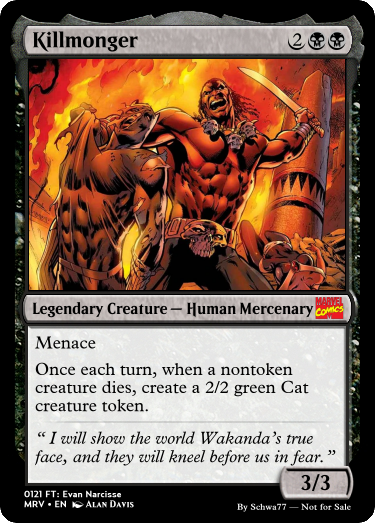 Killmonger 2
Legendary Creature — Human Mercenary MARVEL
COMICS
Menace
Once each turn, when a nontoken
creature dies, create a 2/2 green Cat
creature token.
“ I will show the world Wakanda’s true
face, and they will kneel before us in fear.”
3/3
0121 FT: Evan Narcisse
MRV • EN Alan Davis
By Schwa77 — Not for Sale